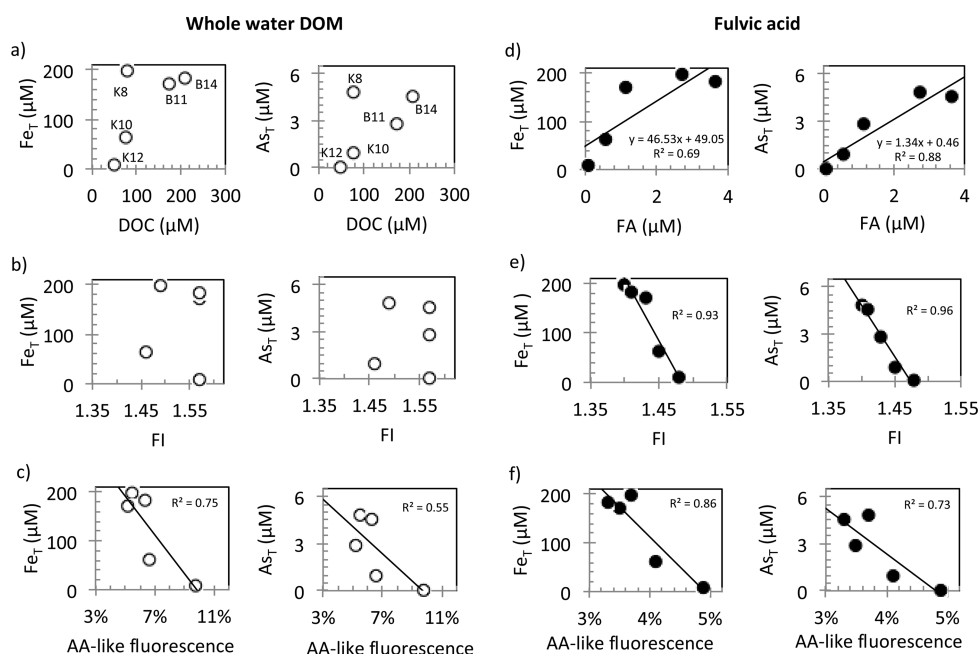 Whole water DOM
Fulvic acid
a)
Fe_T (μM)
200
100
0
K8
B11
B14
K10
K12
0 100 200 300
DOC (μM)
As_T (μM)
6
3
0
K8
B11
B14
K12
K10
0 100 200 300
DOC (μM)
d)
Fe_T (μM)
200
100
0
y = 46.53x + 49.05
R² = 0.69
0 2 4
FA (μM)
As_T (μM)
6
3
0
y = 1.34x + 0.46
R² = 0.88
0 2 4
FA (μM)
b)
Fe_T (μM)
200
100
0
1.35 1.45 1.55
FI
As_T (μM)
6
3
0
1.35 1.45 1.55
FI
e)
Fe_T (μM )
200
100
0
R² = 0.93
1.35 1.45 1.55
FI
As_T (μM)
6
3
0
R² = 0.96
1.35 1.45 1.55
FI
c)
Fe_T (μM)
200
100
0
R² = 0.75
3% 7% 11%
AA-like fluorescence
As_T (μM)
6
3
0
R² = 0.55
3% 7% 11%
AA-like fluorescence
f)
Fe_T (μM)
200
100
0
R² = 0.86
3% 4% 5%
AA-like fluorescence
As_T (μM)
6
3
0
R² = 0.73
3% 4% 5%
AA-like fluorescence